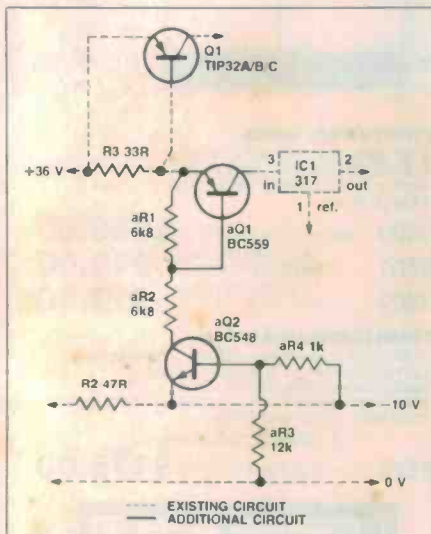 Q1
TIP32A/B/C
R3 33R
+36 V
3
IC1
317
2
in
out
1
ref.
aR1
6k8
aQ1
BC559
aR2
6k8
aQ2
BC548
aR4 1k
R2 47R
−10 V
aR3
12k
0 V
EXISTING CIRCUIT
ADDITIONAL CIRCUIT